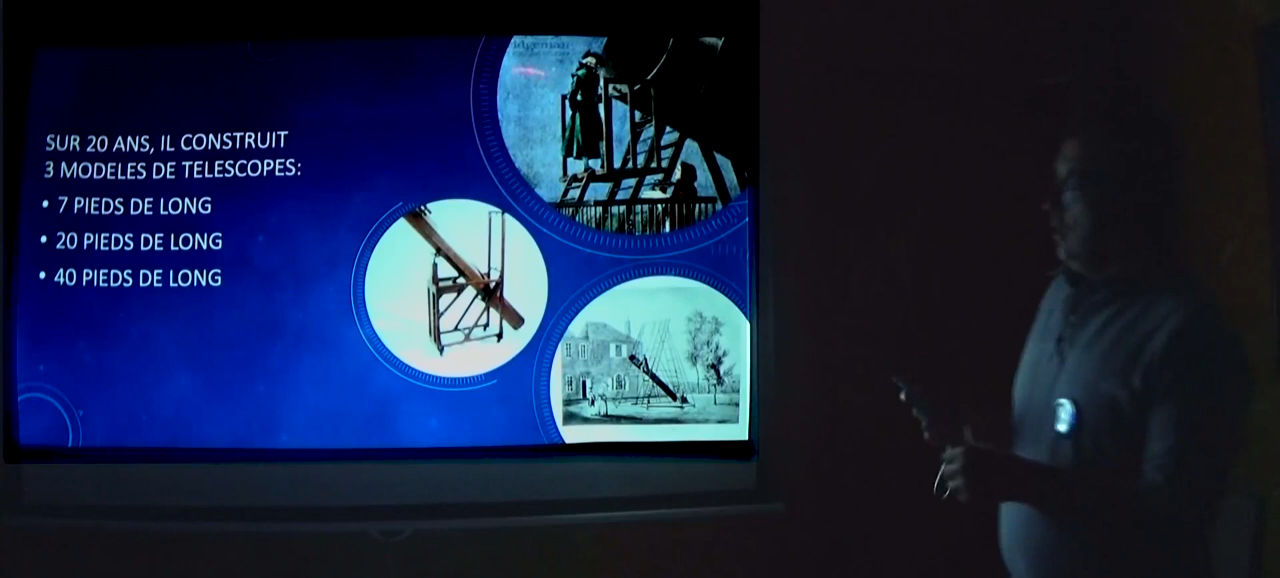 SUR 20 ANS, IL CONSTRUIT
3 MODELES DE TELESCOPES:
• 7 PIEDS DE LONG
• 20 PIEDS DE LONG
• 40 PIEDS DE LONG